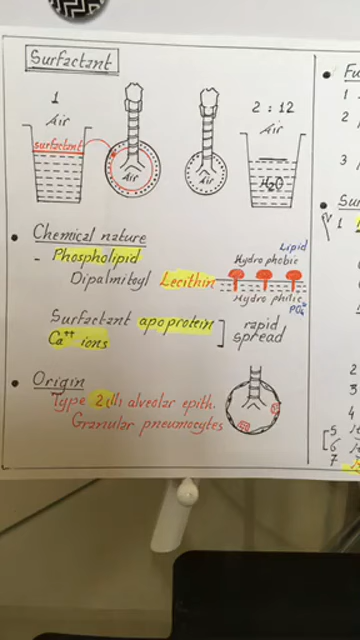 Surfactant
1
2 : 12
Air
Air
surfactant
Air
Air
H2O
• Chemical nature
- Phospholipid
Dipalmitoyl Lecithin
Lipid
Hydrophobic
Hydrophilic
PO4
Surfactant apoprotein ] rapid
Ca++ ions spread
• Origin
Type 2 alveolar epith.
Granular pneumocytes
• Fu
1
2
3
• Sur
1
2
3
4
5
6
7